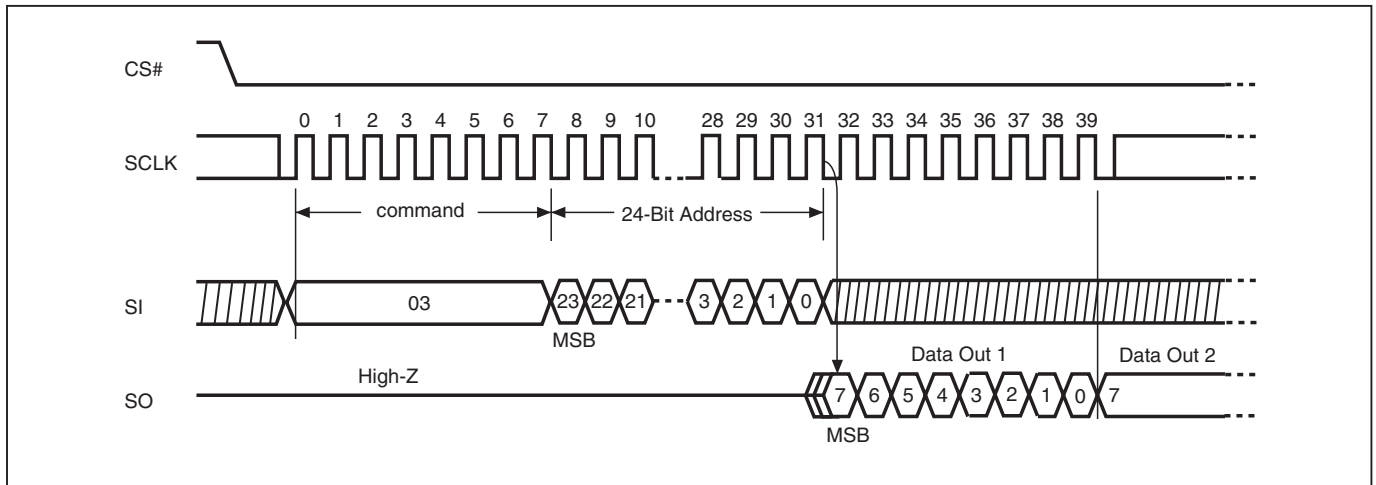 CS#
0 1 2 3 4 5 6 7 8 9 10 28 29 30 31 32 33 34 35 36 37 38 39
SCLK
command
24-Bit Address
SI
03 23 22 21 3 2 1 0
MSB
High-Z
Data Out 1
Data Out 2
SO
7 6 5 4 3 2 1 0 7
MSB